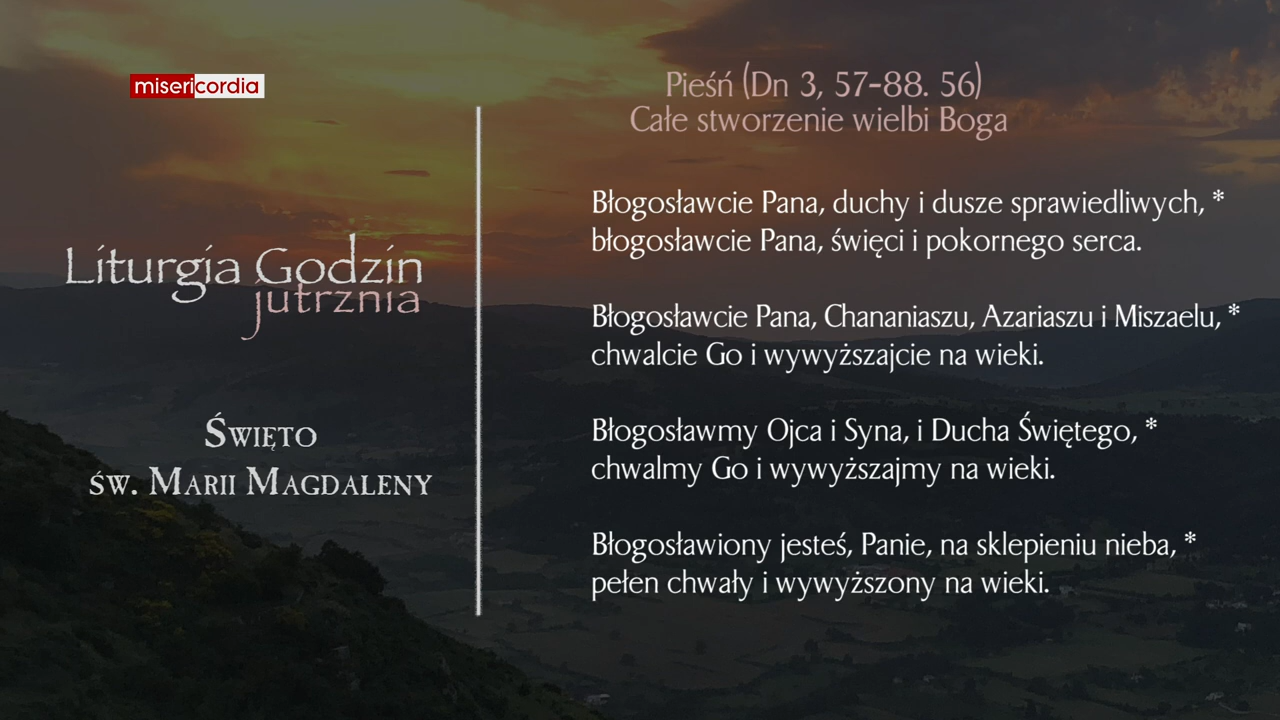 misericordia
Liturgia Godzin
jutrznia
Święto
św. Marii Magdaleny
Pieśń (Dn 3, 57-88. 56)
Całe stworzenie wielbi Boga
Błogosławcie Pana, duchy i dusze sprawiedliwych, *
błogosławcie Pana, święci i pokornego serca.
Błogosławcie Pana, Chananiaszu, Azariaszu i Miszaelu, *
chwalcie Go i wywyższajcie na wieki.
Błogosławmy Ojca i Syna, i Ducha Świętego, *
chwalmy Go i wywyższajmy na wieki.
Błogosławiony jesteś, Panie, na sklepieniu nieba, *
pełen chwały i wywyższony na wieki.